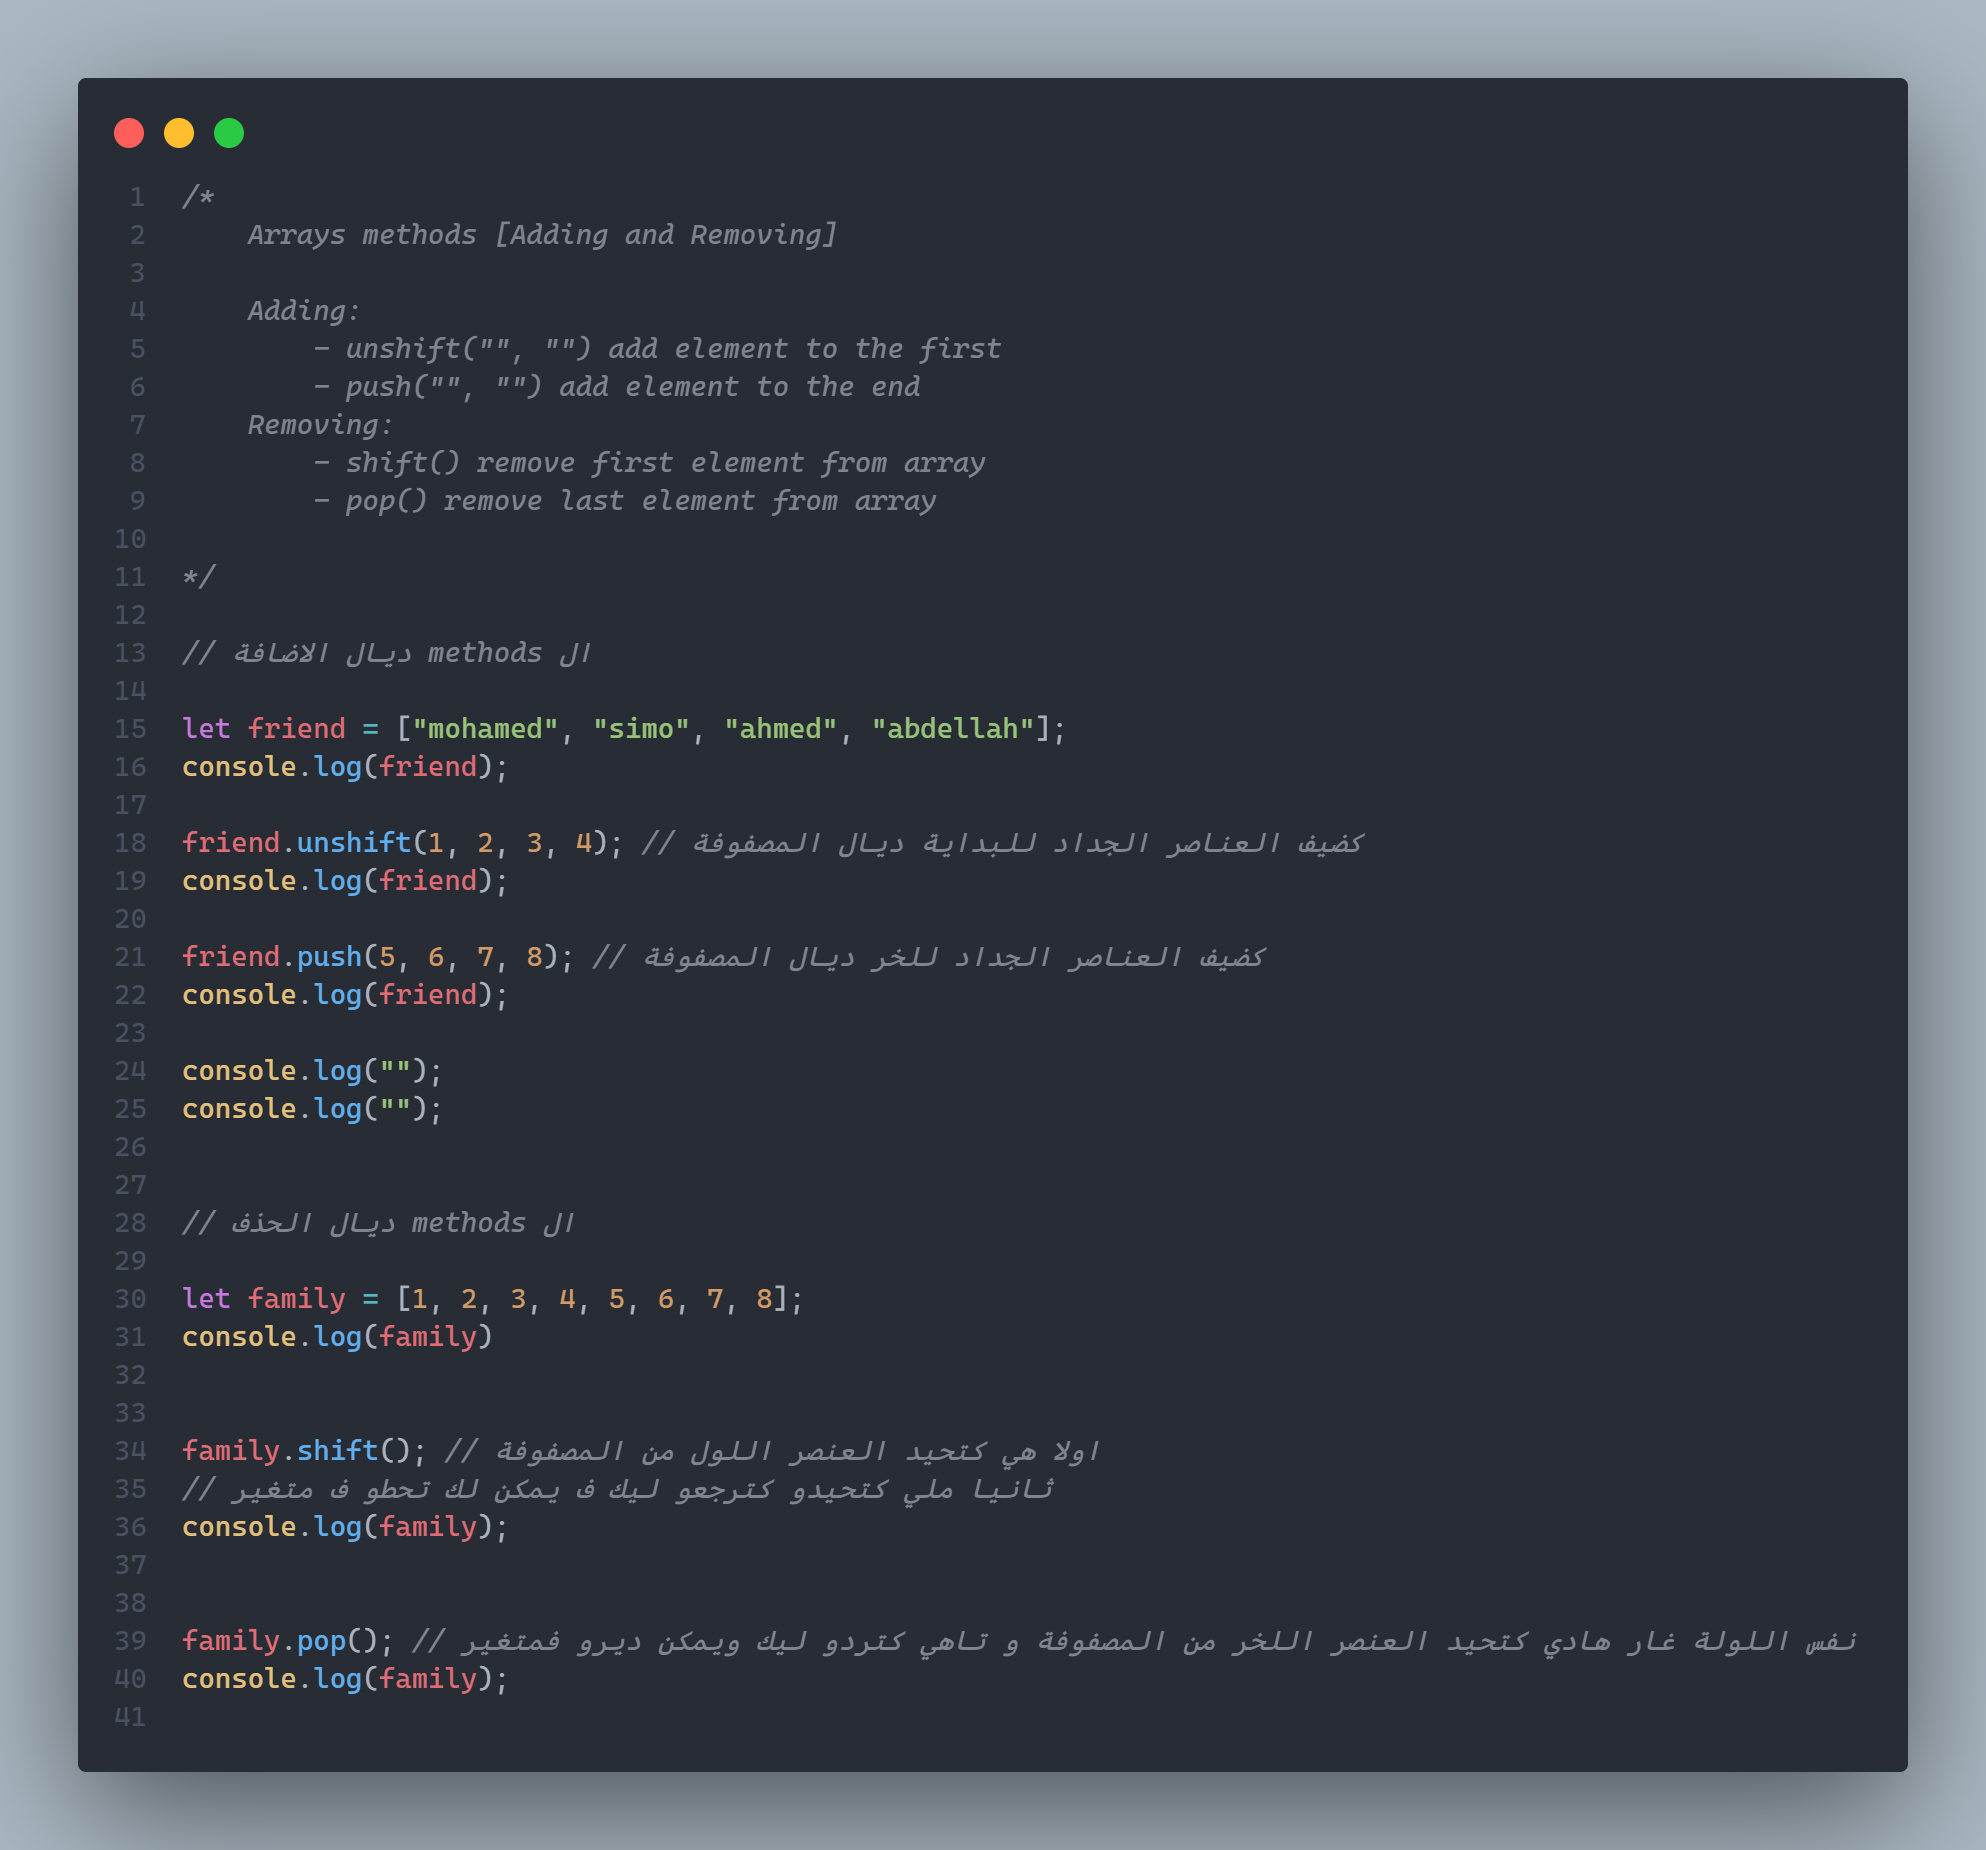 1 /*
2     Arrays methods [Adding and Removing]
3
4     Adding:
5         - unshift("", "") add element to the first
6         - push("", "") add element to the end
7     Removing:
8         - shift() remove first element from array
9         - pop() remove last element from array
10
11 */
12
13 // ال methods ديال الاضافة
14
15 let friend = ["mohamed", "simo", "ahmed", "abdellah"];
16 console.log(friend);
17
18 friend.unshift(1, 2, 3, 4); // كضيف العناصر الجداد للبداية ديال المصفوفة
19 console.log(friend);
20
21 friend.push(5, 6, 7, 8); // كضيف العناصر الجداد للخر ديال المصفوفة
22 console.log(friend);
23
24 console.log("");
25 console.log("");
26
27
28 // ال methods ديال الحذف
29
30 let family = [1, 2, 3, 4, 5, 6, 7, 8];
31 console.log(family)
32
33
34 family.shift(); // اولا هي كتحيد العنصر اللول من المصفوفة
35 // ثانيا ملي كتحيدو كترجعو ليك ف يمكن لك تحطو ف متغير
36 console.log(family);
37
38
39 family.pop(); // نفس اللولة غار هادي كتحيد العنصر اللخر من المصفوفة و تاهي كتردو ليك ويمكن ديرو فمتغير
40 console.log(family);
41